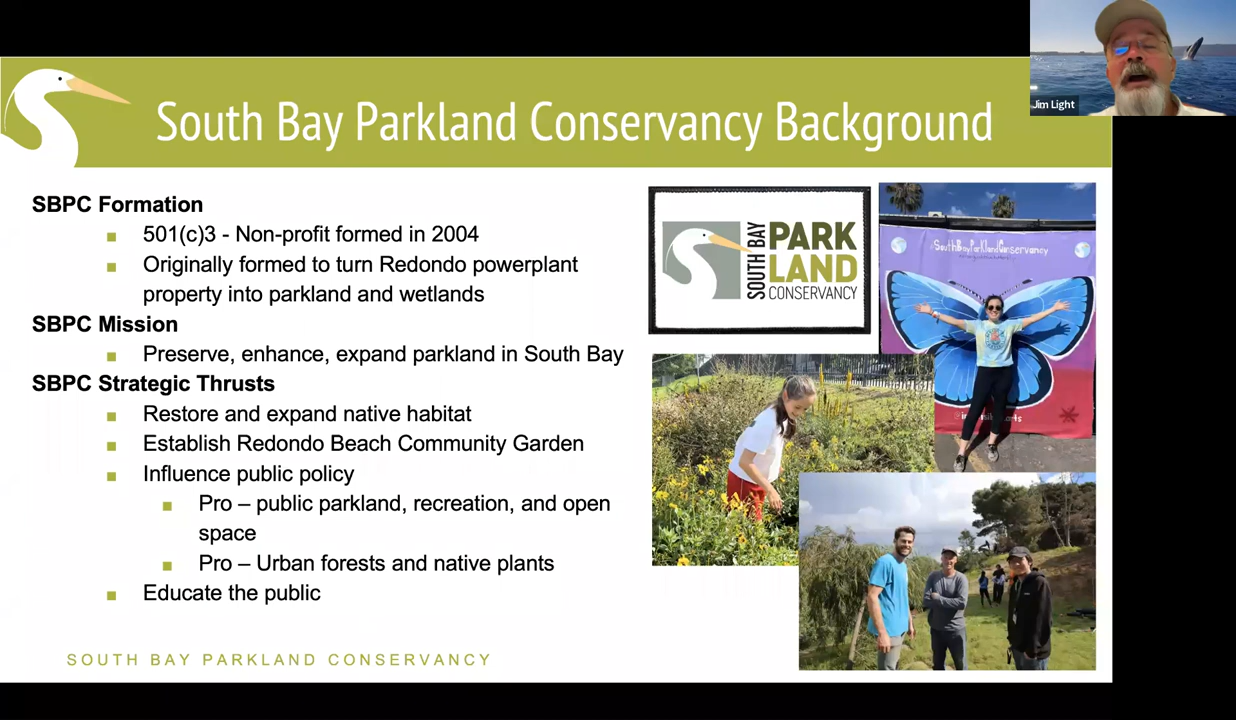 Jim Light
South Bay Parkland Conservancy Background
SBPC Formation
■ 501(c)3 - Non-profit formed in 2004
■ Originally formed to turn Redondo powerplant
property into parkland and wetlands
SBPC Mission
■ Preserve, enhance, expand parkland in South Bay
SBPC Strategic Thrusts
■ Restore and expand native habitat
■ Establish Redondo Beach Community Garden
■ Influence public policy
■ Pro – public parkland, recreation, and open
space
■ Pro – Urban forests and native plants
■ Educate the public
SOUTH BAY PARKLAND CONSERVANCY
SOUTH BAY
PARK
LAND
CONSERVANCY
SouthBayParklandConservancy